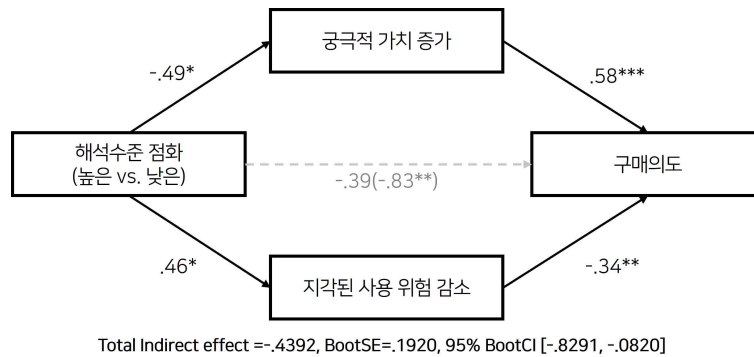 궁극적 가치 증가
-.49*
.58***
해석수준 점화
(높은 vs. 낮은)
-.39(-.83**)
구매의도
.46*
-.34**
지각된 사용 위험 감소
Total Indirect effect =-.4392, BootSE=.1920, 95% BootCI [-.8291, -.0820]